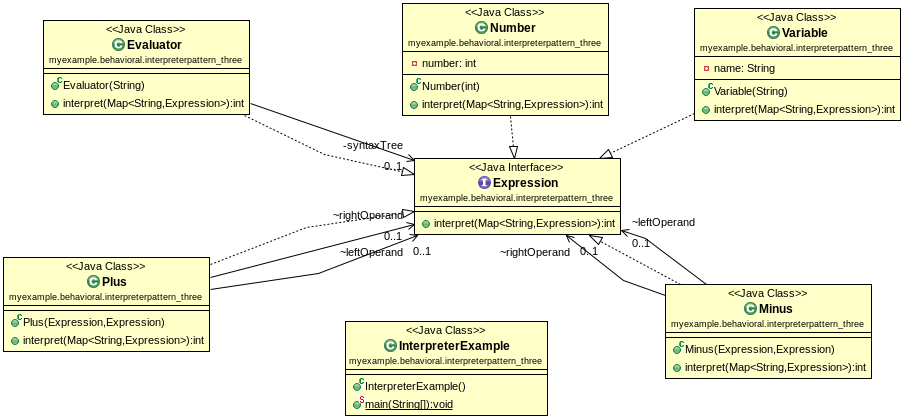 <<Java Class>>
Evaluator
myexample.behavioral.interpreterpattern_three
Evaluator(String)
interpret(Map<String,Expression>):int
<<Java Class>>
Number
myexample.behavioral.interpreterpattern_three
number: int
Number(int)
interpret(Map<String,Expression>):int
<<Java Class>>
Variable
myexample.behavioral.interpreterpattern_three
name: String
Variable(String)
interpret(Map<String,Expression>):int
-syntaxTree
0..1
<<Java Interface>>
Expression
myexample.behavioral.interpreterpattern_three
interpret(Map<String,Expression>):int
~rightOperand
0..1
~leftOperand
0..1
~leftOperand
0..1
~rightOperand
0..1
<<Java Class>>
Plus
myexample.behavioral.interpreterpattern_three
Plus(Expression,Expression)
interpret(Map<String,Expression>):int
<<Java Class>>
InterpreterExample
myexample.behavioral.interpreterpattern_three
InterpreterExample()
main(String[]):void
<<Java Class>>
Minus
myexample.behavioral.interpreterpattern_three
Minus(Expression,Expression)
interpret(Map<String,Expression>):int